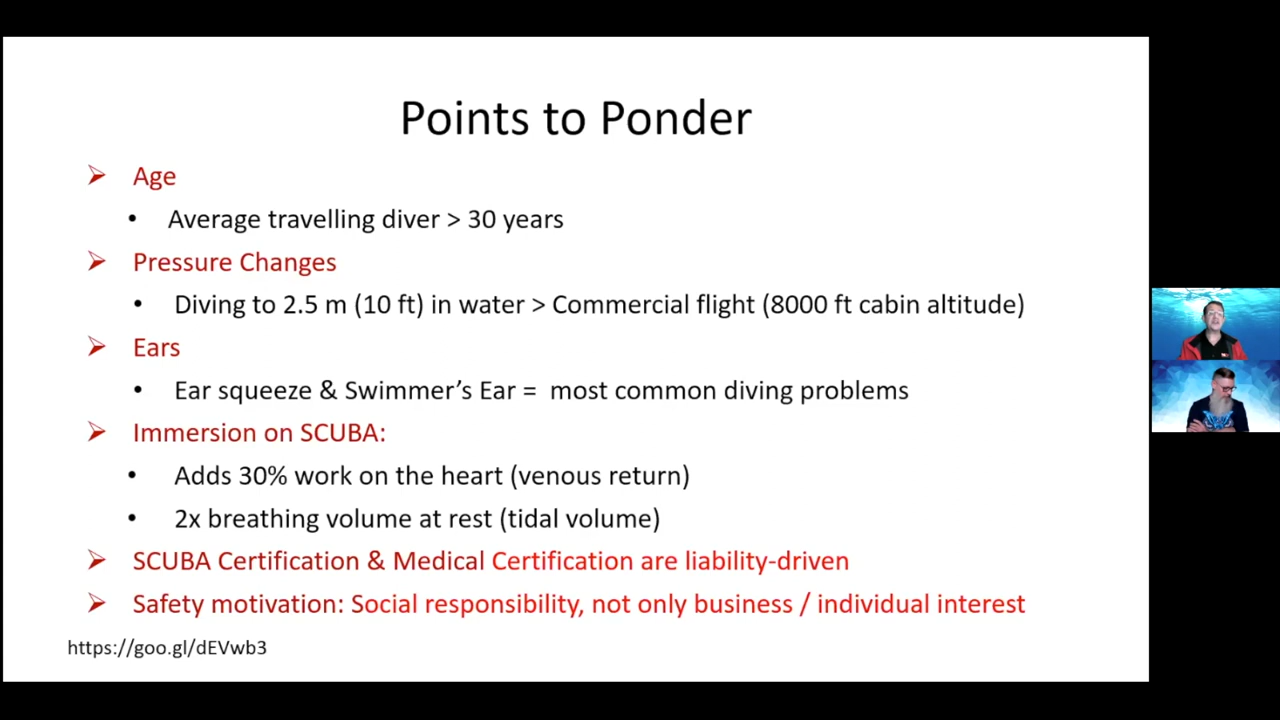 Points to Ponder
➢ Age
• Average travelling diver > 30 years
➢ Pressure Changes
• Diving to 2.5 m (10 ft) in water > Commercial flight (8000 ft cabin altitude)
➢ Ears
• Ear squeeze & Swimmer's Ear = most common diving problems
➢ Immersion on SCUBA:
• Adds 30% work on the heart (venous return)
• 2x breathing volume at rest (tidal volume)
➢ SCUBA Certification & Medical Certification are liability-driven
➢ Safety motivation: Social responsibility, not only business / individual interest
https://goo.gl/dEVwb3